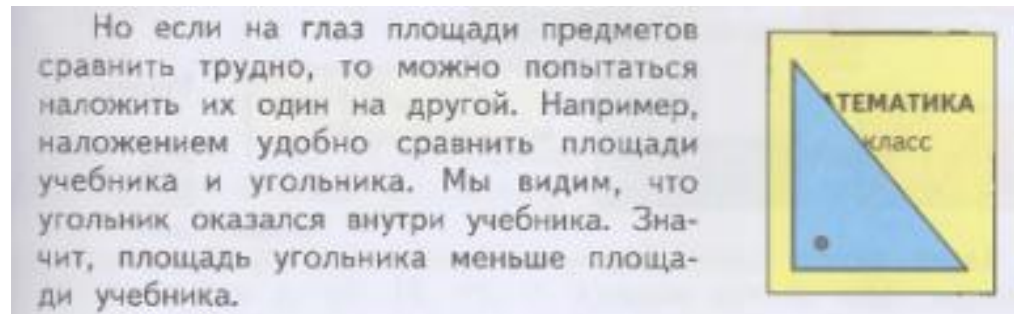 Но если на глаз площади предметов
сравнить трудно, то можно попытаться
наложить их один на другой. Например,
наложением удобно сравнить площади
учебника и угольника. Мы видим, что
угольник оказался внутри учебника. Зна-
чит, площадь угольника меньше площа-
ди учебника.
АТЕМАТИКА
класс